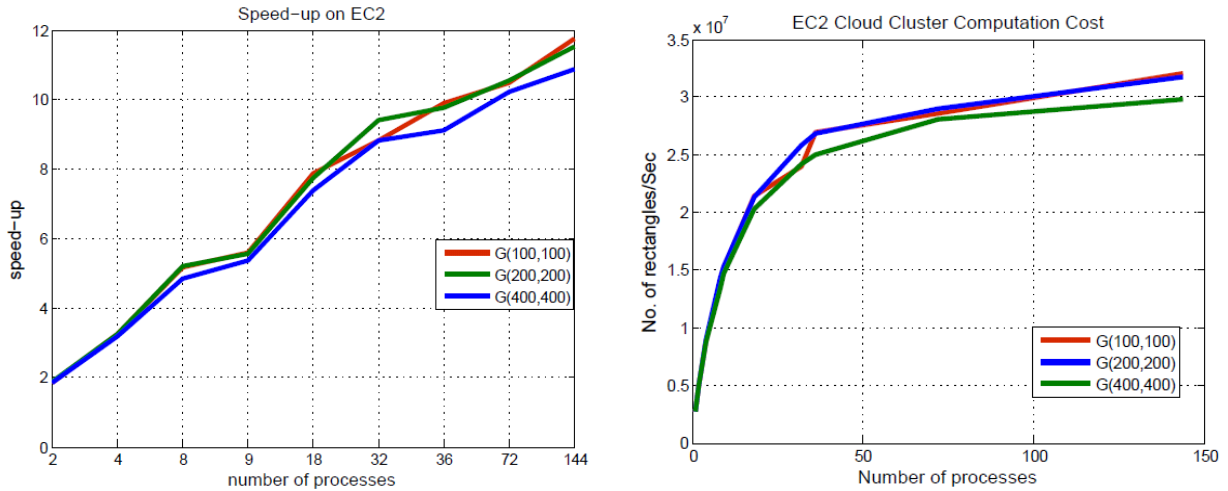 Speed-up on EC2
12
10
8
6
4
2
0
speed-up
G(100,100)
G(200,200)
G(400,400)
2 4 8 9 18 32 36 72 144
number of processes
EC2 Cloud Cluster Computation Cost
x 10^7
3.5
3
2.5
2
1.5
1
0.5
0
No. of rectangles/Sec
G(100,100)
G(200,200)
G(400,400)
0 50 100 150
Number of processes